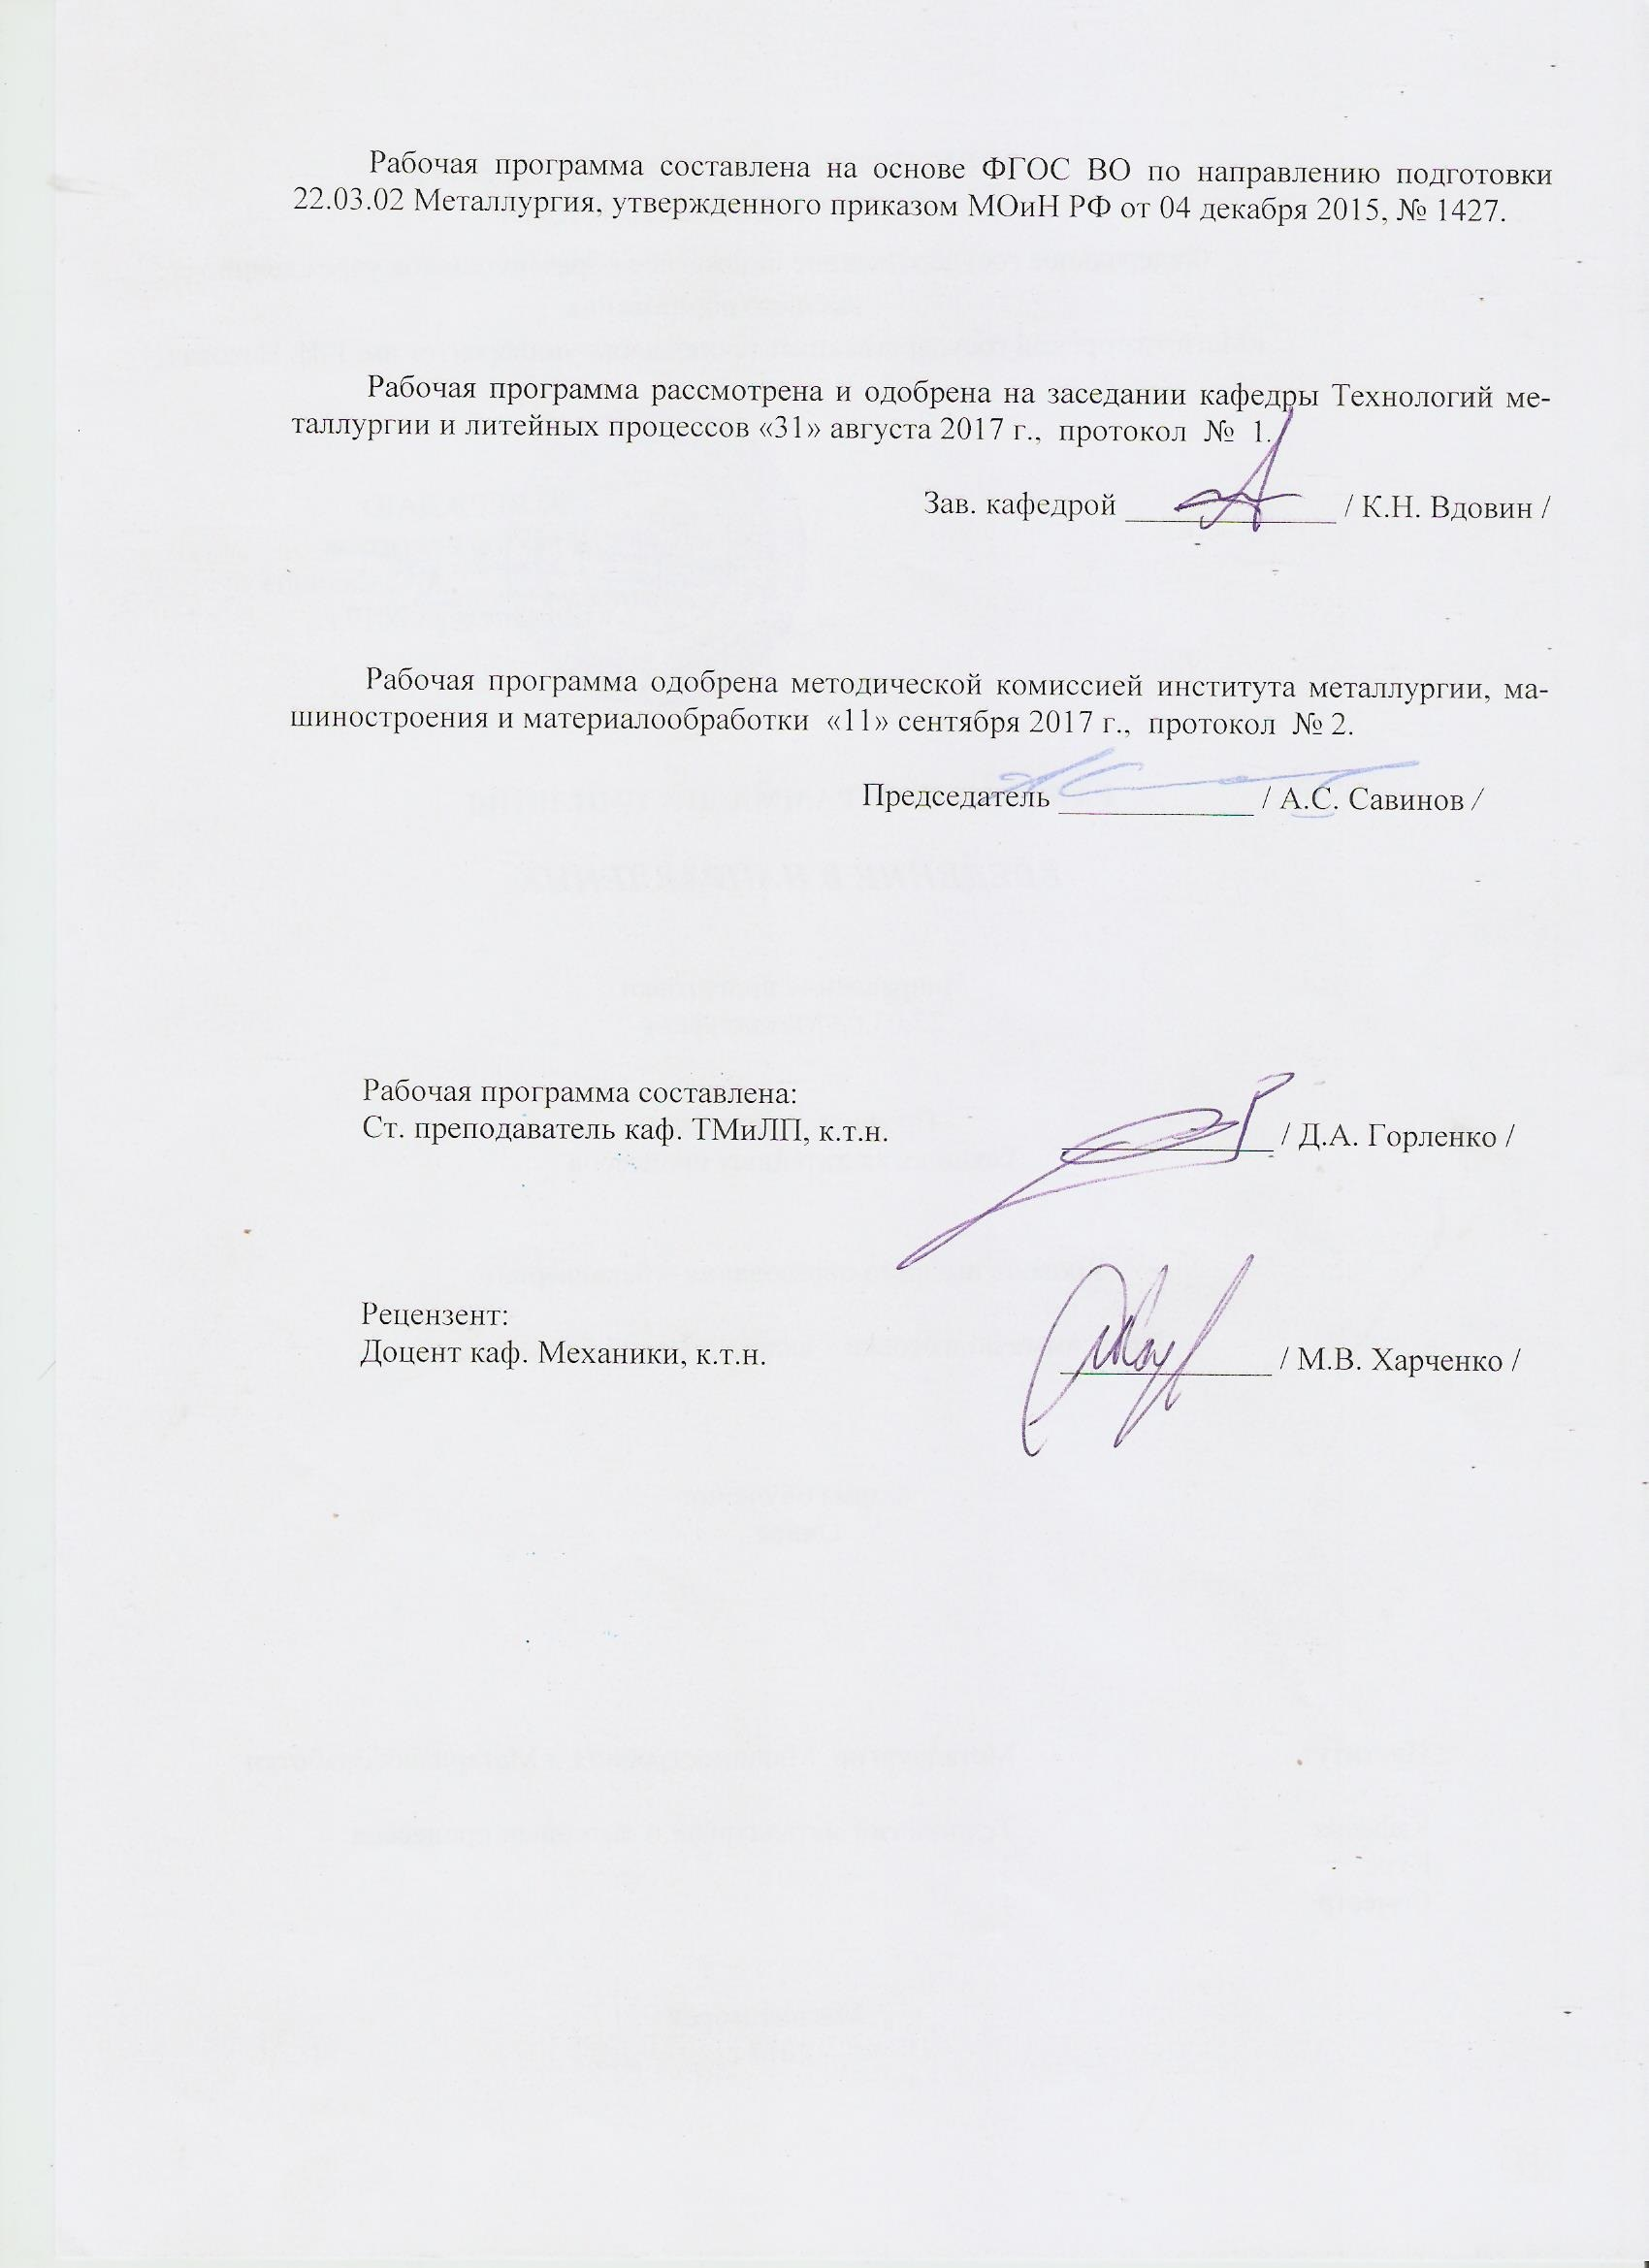 Рабочая программа составлена на основе ФГОС ВО по направлению подготовки
22.03.02 Металлургия, утвержденного приказом МОиН РФ от 04 декабря 2015, № 1427.
Рабочая программа рассмотрена и одобрена на заседании кафедры Технологий ме-
таллургии и литейных процессов «31» августа 2017 г., протокол № 1.
Зав. кафедрой ______________ / К.Н. Вдовин /
Рабочая программа одобрена методической комиссией института металлургии, ма-
шиностроения и материалообработки «11» сентября 2017 г., протокол № 2.
Председатель _____________ / А.С. Савинов /
Рабочая программа составлена:
Ст. преподаватель каф. ТМиЛП, к.т.н. ______________ / Д.А. Горленко /
Рецензент:
Доцент каф. Механики, к.т.н. ______________ / М.В. Харченко /